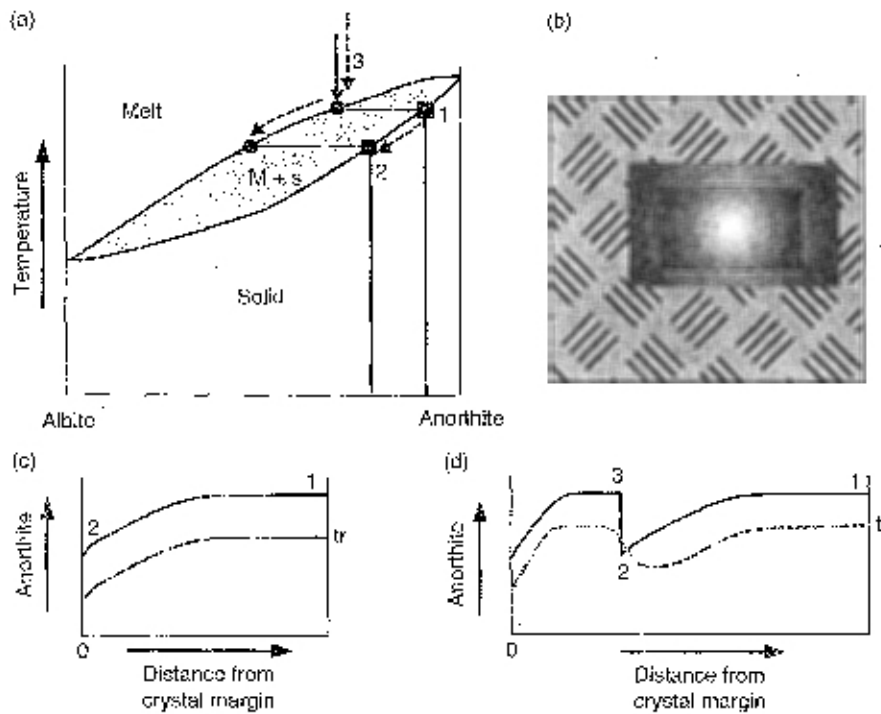 (a)
3
Melt
1
2
M + s
Temperature
Solid
Albite
Anorthite
(b)
(c)
1
2
tr
Anorthite
0
Distance from
crystal margin
(d)
3
1
t
2
Anorthite
0
Distance from
crystal margin